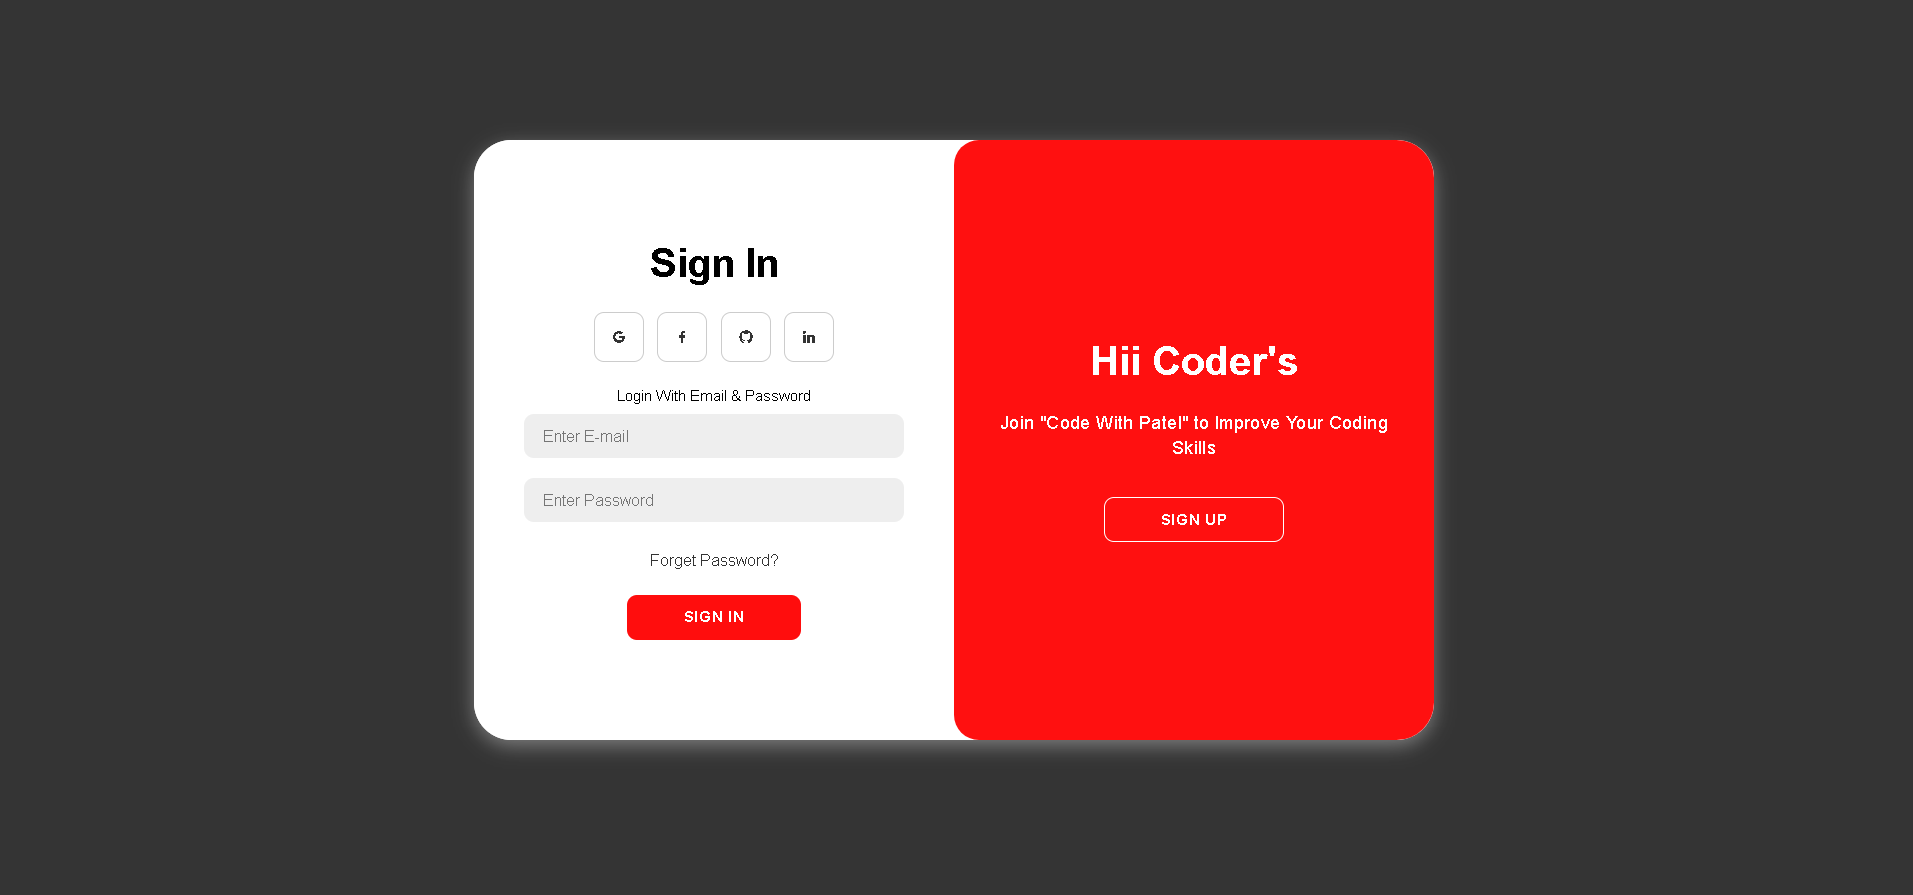 Sign In
Login With Email & Password
Enter E-mail
Enter Password
Forget Password?
SIGN IN
Hii Coder's
Join "Code With Patel" to Improve Your Coding
Skills
SIGN UP